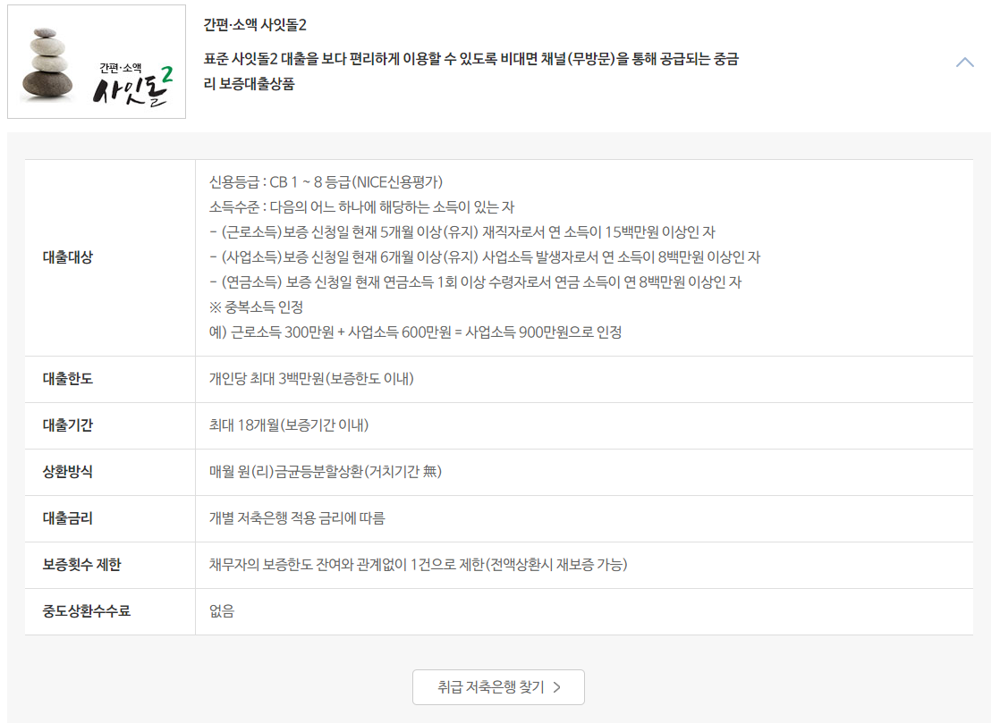 간편·소액
사잇돌2
간편·소액 사잇돌2
표준 사잇돌2 대출을 보다 편리하게 이용할 수 있도록 비대면 채널(무방문)을 통해 공급되는 중금
리 보증대출상품
대출대상
신용등급 : CB 1 ~ 8 등급(NICE신용평가)
소득수준 : 다음의 어느 하나에 해당하는 소득이 있는 자
- (근로소득)보증 신청일 현재 5개월 이상(유지) 재직자로서 연 소득이 15백만원 이상인 자
- (사업소득)보증 신청일 현재 6개월 이상(유지) 사업소득 발생자로서 연 소득이 8백만원 이상인 자
- (연금소득) 보증 신청일 현재 연금소득 1회 이상 수령자로서 연금 소득이 연 8백만원 이상인 자
※ 중복소득 인정
예) 근로소득 300만원 + 사업소득 600만원 = 사업소득 900만원으로 인정
대출한도
개인당 최대 3백만원(보증한도 이내)
대출기간
최대 18개월(보증기간 이내)
상환방식
매월 원(리)금균등분할상환(거치기간 無)
대출금리
개별 저축은행 적용 금리에 따름
보증횟수 제한
채무자의 보증한도 잔여와 관계없이 1건으로 제한(전액상환시 재보증 가능)
중도상환수수료
없음
취급 저축은행 찾기 >